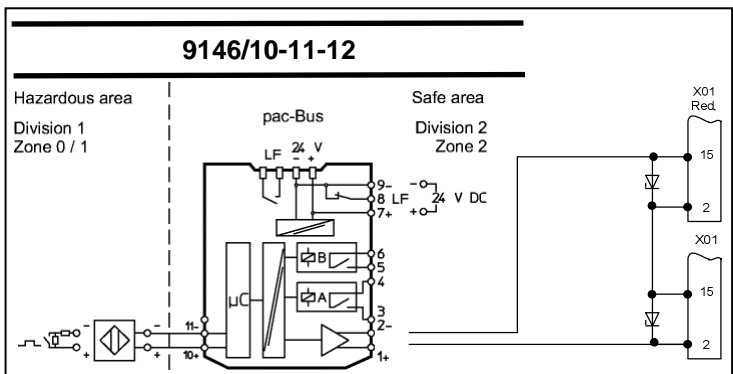 9146/10-11-12
Hazardous area
Division 1
Zone 0 / 1
pac-Bus
Safe area
Division 2
Zone 2
LF 24 V
- +
9-
8 LF
7+
- 24 V DC
+
B
6
5
A
4
3
µC
2-
1+
11-
10+
- -
+ +
X01
Red.
15
2
X01
15
2